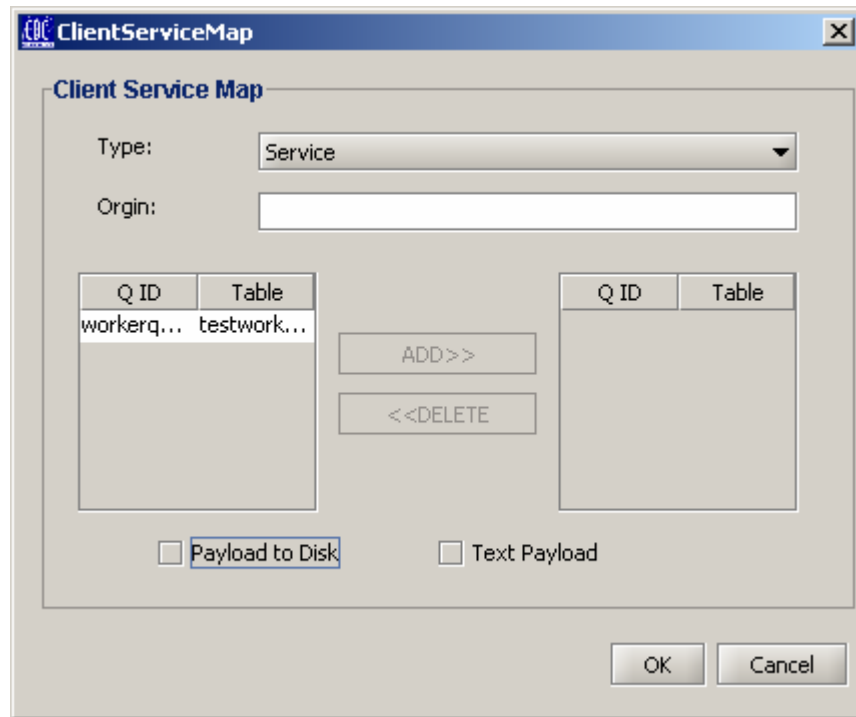 ClientServiceMap
Client Service Map
Type: Service
Orgin:
Q ID Table Q ID Table
workerq... testwork...
ADD>>
<<DELETE
Payload to Disk Text Payload
OK Cancel